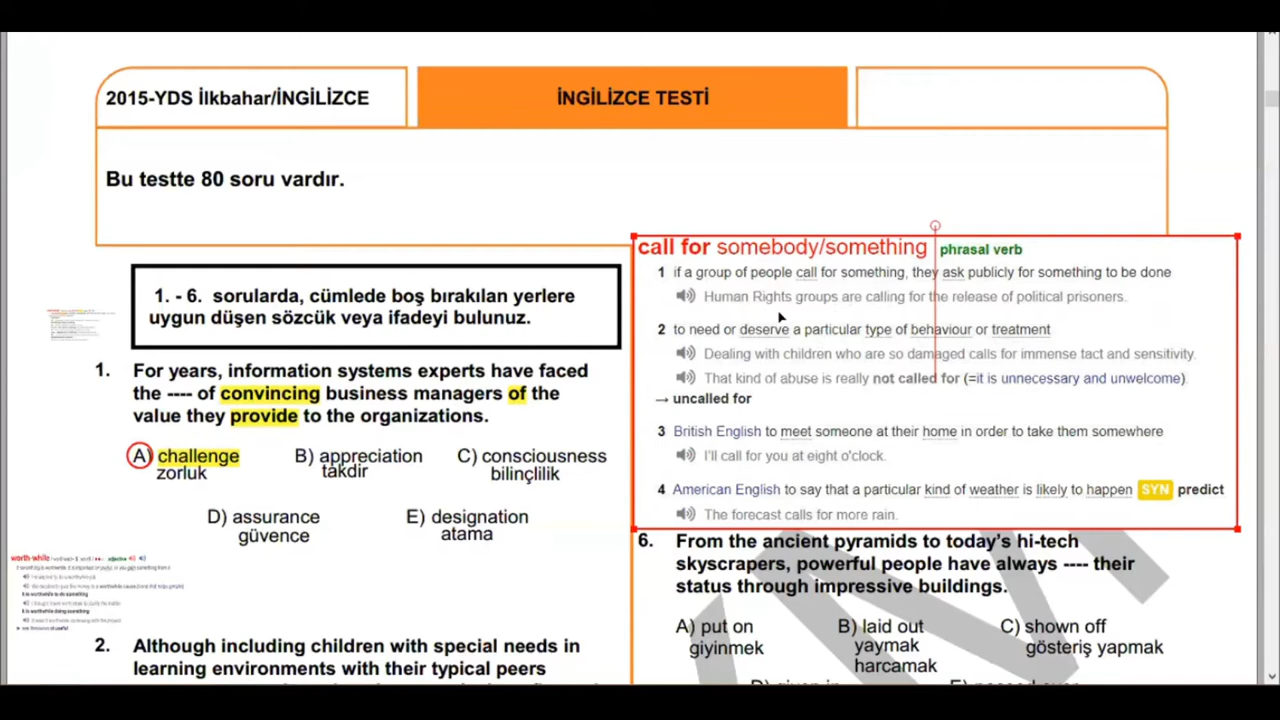 2015-YDS İlkbahar/İNGİLİZCE
İNGİLİZCE TESTİ
Bu testte 80 soru vardır.
1. - 6. sorularda, cümlede boş bırakılan yerlere
uygun düşen sözcük veya ifadeyi bulunuz.
1. For years, information systems experts have faced
the ---- of convincing business managers of the
value they provide to the organizations.
A) challenge B) appreciation C) consciousness
zorluk takdir bilinçlilik
D) assurance E) designation
güvence atama
worth·while
adjective
2. Although including children with special needs in
learning environments with their typical peers
call for somebody/something phrasal verb
1 if a group of people call for something, they ask publicly for something to be done
Human Rights groups are calling for the release of political prisoners.
2 to need or deserve a particular type of behaviour or treatment
Dealing with children who are so damaged calls for immense tact and sensitivity.
That kind of abuse is really not called for (=it is unnecessary and unwelcome).
→ uncalled for
3 British English to meet someone at their home in order to take them somewhere
I'll call for you at eight o'clock.
4 American English to say that a particular kind of weather is likely to happen SYN predict
The forecast calls for more rain.
6. From the ancient pyramids to today's hi-tech
skyscrapers, powerful people have always ---- their
status through impressive buildings.
A) put on B) laid out C) shown off
giyinmek yaymak gösteriş yapmak
harcamak
D) given in E) passed over